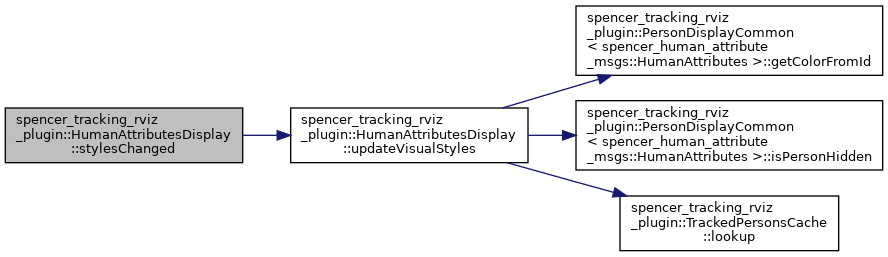 spencer_tracking_rviz
_plugin::HumanAttributesDisplay
::stylesChanged
spencer_tracking_rviz
_plugin::HumanAttributesDisplay
::updateVisualStyles
spencer_tracking_rviz
_plugin::PersonDisplayCommon
< spencer_human_attribute
_msgs::HumanAttributes >::getColorFromId
spencer_tracking_rviz
_plugin::PersonDisplayCommon
< spencer_human_attribute
_msgs::HumanAttributes >::isPersonHidden
spencer_tracking_rviz
_plugin::TrackedPersonsCache
::lookup